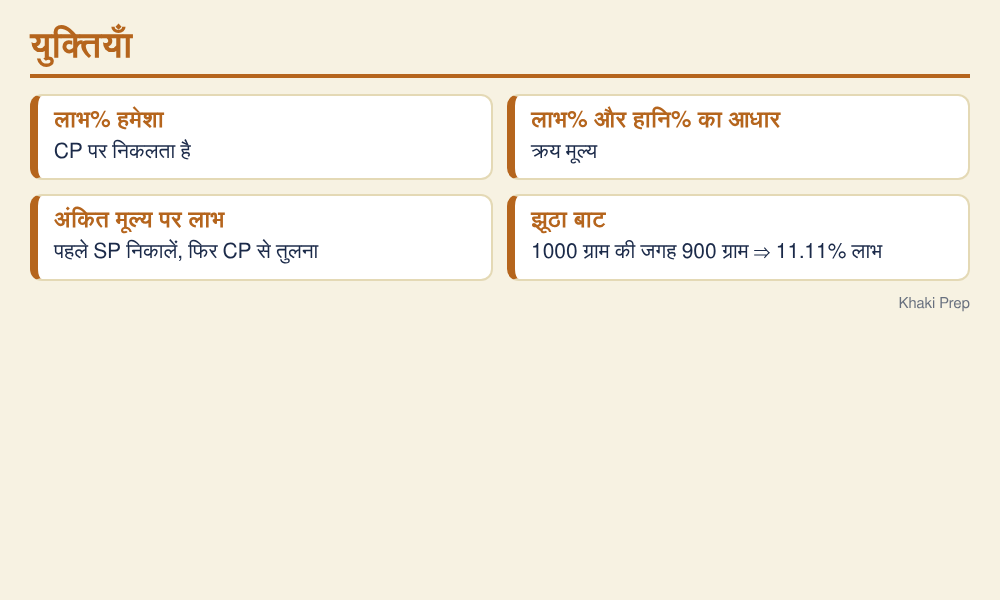 युक्तियाँ
लाभ% हमेशा
CP पर निकलता है
लाभ% और हानि% का आधार
क्रय मूल्य
अंकित मूल्य पर लाभ
पहले SP निकालें, फिर CP से तुलना
झूठा बाट
1000 ग्राम की जगह 900 ग्राम ⇒ 11.11% लाभ
Khaki Prep